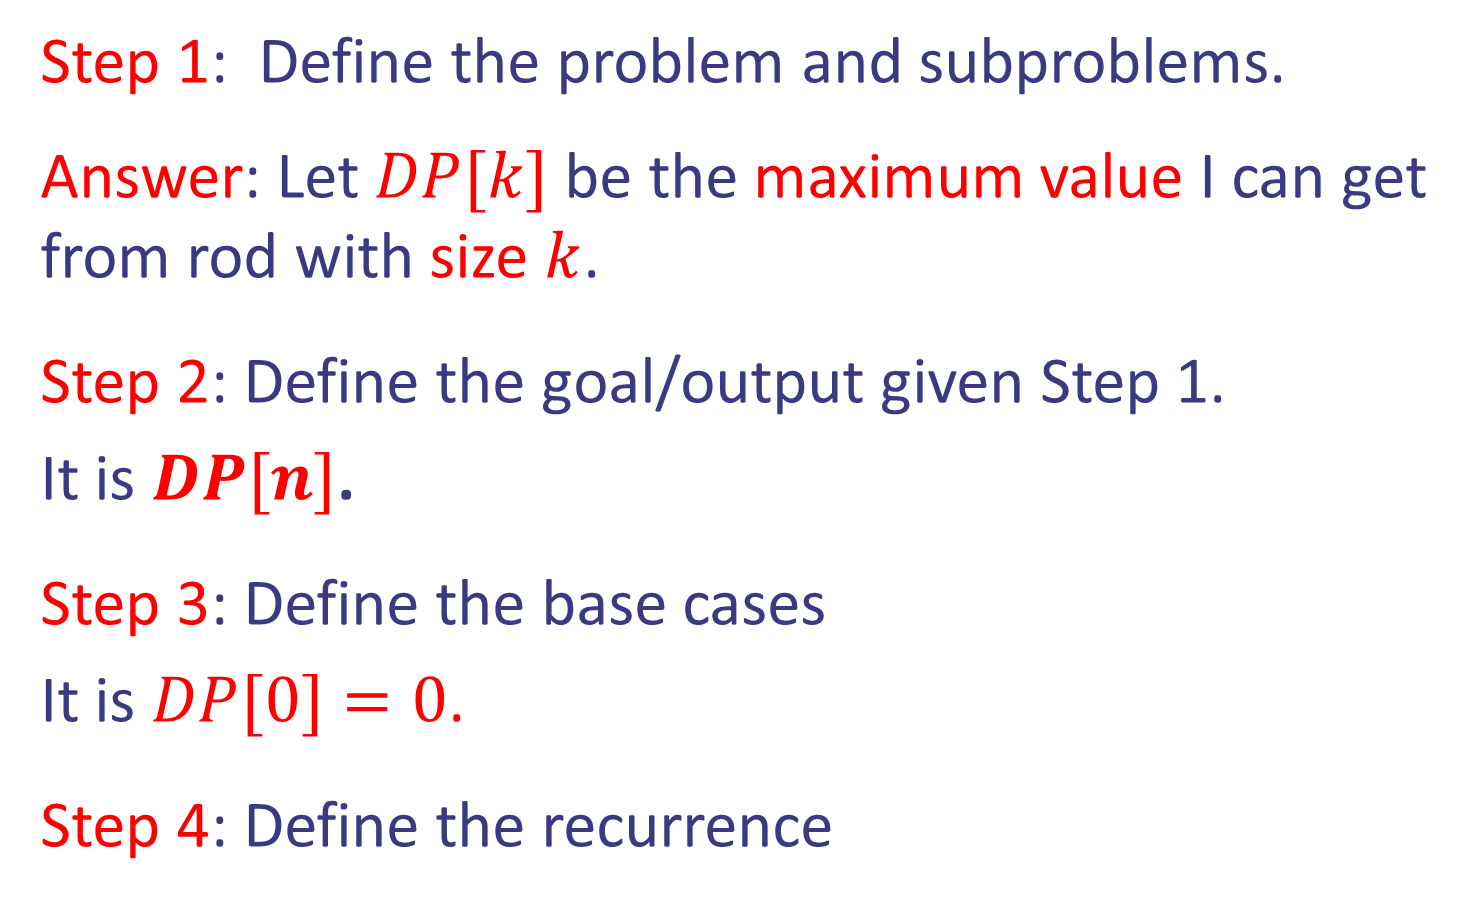 Step 1: Define the problem and subproblems.
Answer: Let DP[k] be the maximum value I can get
from rod with size k.
Step 2: Define the goal/output given Step 1.
It is DP[n].
Step 3: Define the base cases
It is DP[0] = 0.
Step 4: Define the recurrence